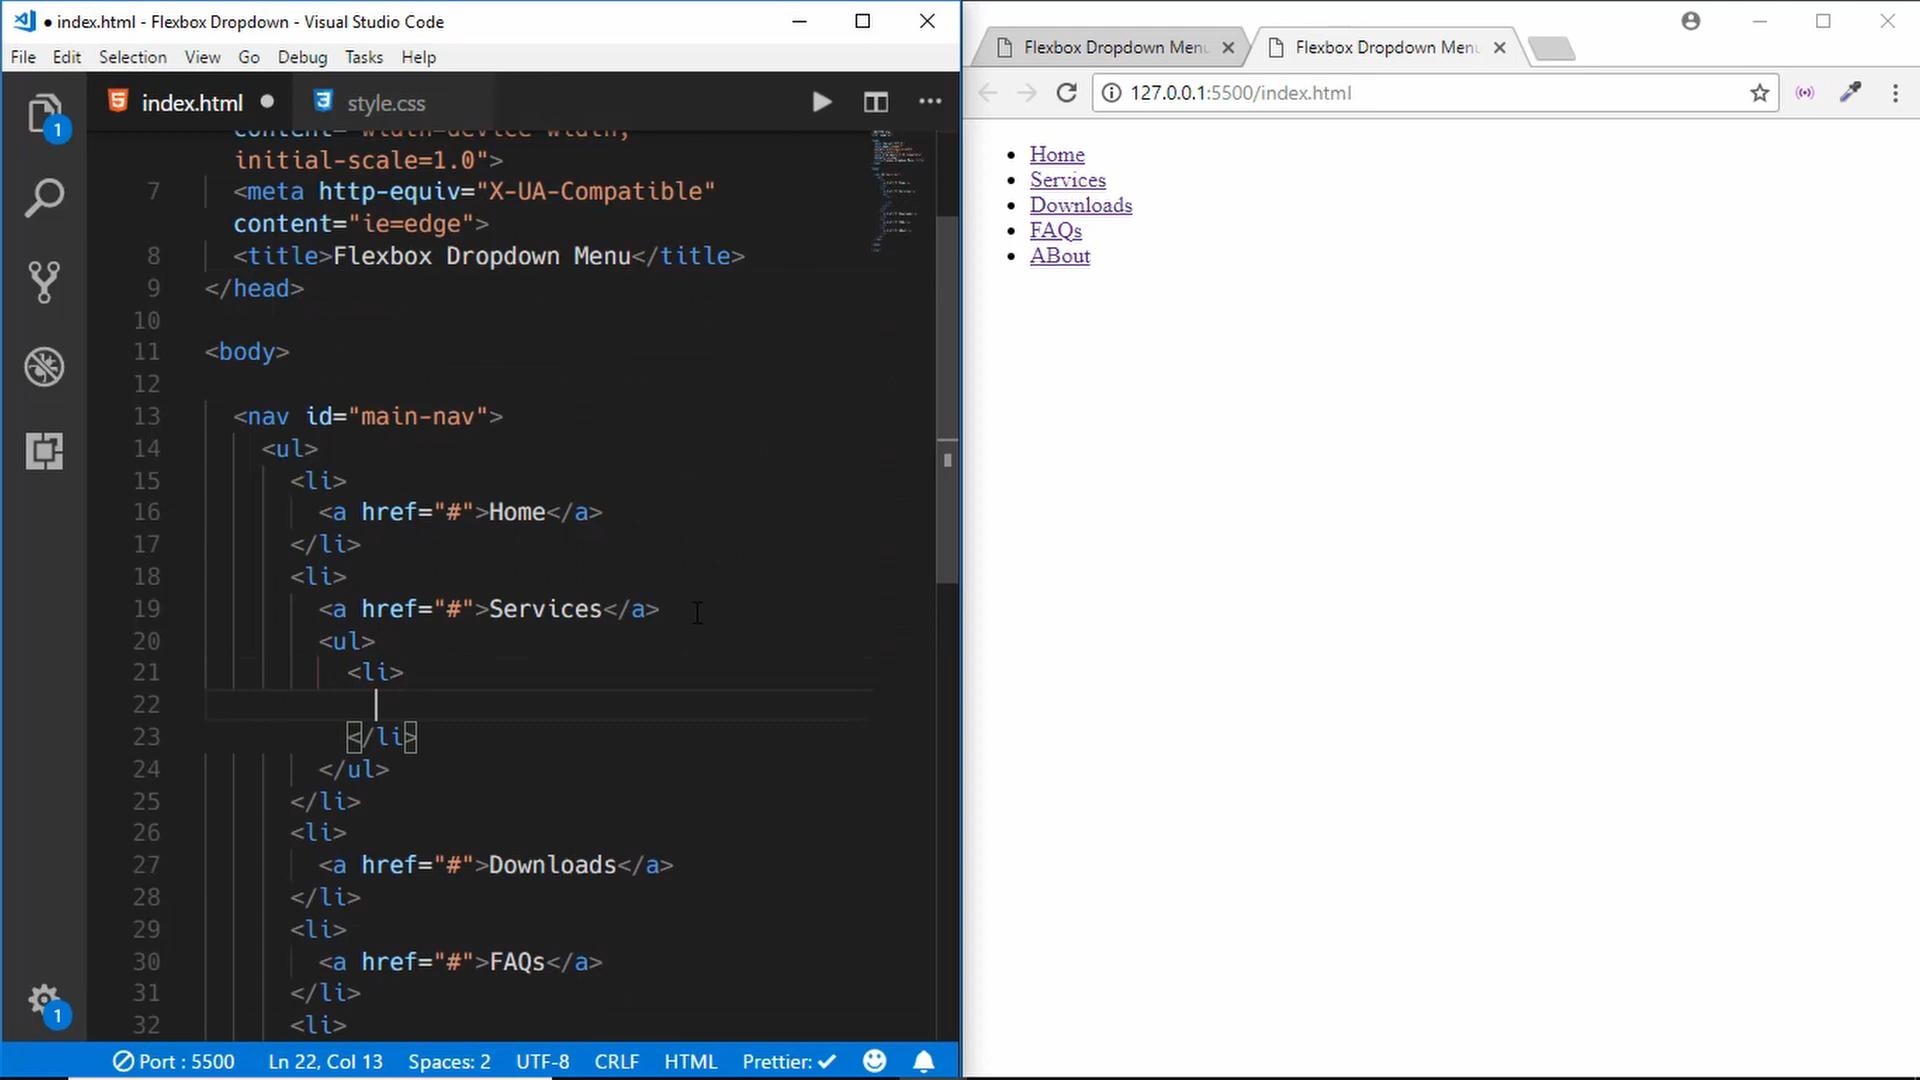 ● index.html - Flexbox Dropdown - Visual Studio Code
File Edit Selection View Go Debug Tasks Help
1
index.html ●
style.css
content="width=device-width,
initial-scale=1.0">
7 <meta http-equiv="X-UA-Compatible"
content="ie=edge">
8 <title>Flexbox Dropdown Menu</title>
9 </head>
10
11 <body>
12
13 <nav id="main-nav">
14 <ul>
15 <li>
16 <a href="#">Home</a>
17 </li>
18 <li>
19 <a href="#">Services</a>
20 <ul>
21 <li>
22
23 </li>
24 </ul>
25 </li>
26 <li>
27 <a href="#">Downloads</a>
28 </li>
29 <li>
30 <a href="#">FAQs</a>
31 </li>
32 <li>
1
Port : 5500 Ln 22, Col 13 Spaces: 2 UTF-8 CRLF HTML Prettier: ✓
Flexbox Dropdown Menu
Flexbox Dropdown Menu
127.0.0.1:5500/index.html
• Home
• Services
• Downloads
• FAQs
• ABout